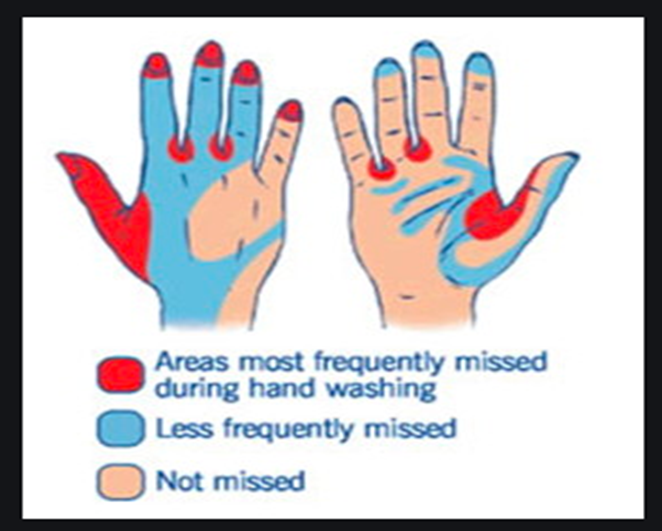 Areas most frequently missed
during hand washing
Less frequently missed
Not missed